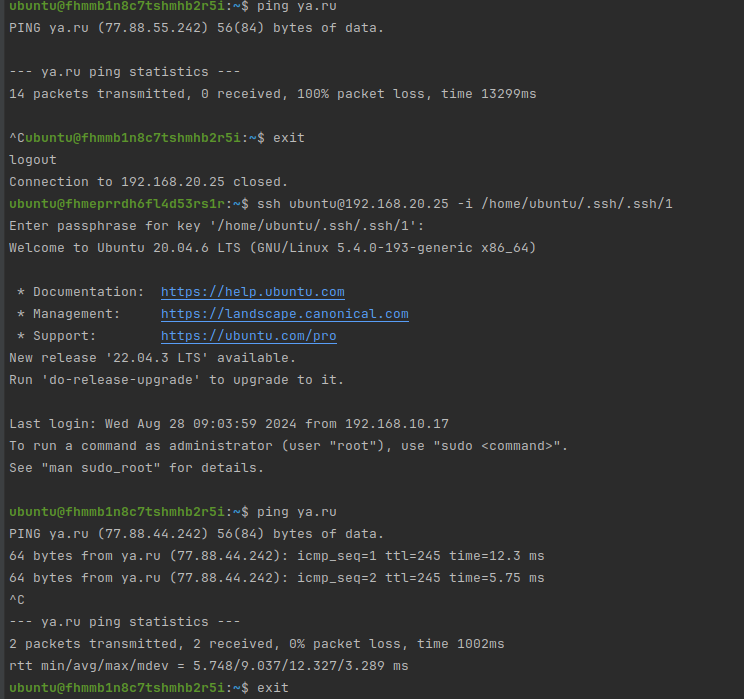 ubuntu@fhmmb1n8c7tshmhb2r5i:~$ ping ya.ru
PING ya.ru (77.88.55.242) 56(84) bytes of data.
--- ya.ru ping statistics ---
14 packets transmitted, 0 received, 100% packet loss, time 13299ms
^Cubuntu@fhmmb1n8c7tshmhb2r5i:~$ exit
logout
Connection to 192.168.20.25 closed.
ubuntu@fhmeprrdh6fl4d53rs1r:~$ ssh ubuntu@192.168.20.25 -i /home/ubuntu/.ssh/.ssh/1
Enter passphrase for key '/home/ubuntu/.ssh/.ssh/1':
Welcome to Ubuntu 20.04.6 LTS (GNU/Linux 5.4.0-193-generic x86_64)
* Documentation: https://help.ubuntu.com
* Management: https://landscape.canonical.com
* Support: https://ubuntu.com/pro
New release '22.04.3 LTS' available.
Run 'do-release-upgrade' to upgrade to it.
Last login: Wed Aug 28 09:03:59 2024 from 192.168.10.17
To run a command as administrator (user "root"), use "sudo <command>".
See "man sudo_root" for details.
ubuntu@fhmmb1n8c7tshmhb2r5i:~$ ping ya.ru
PING ya.ru (77.88.44.242) 56(84) bytes of data.
64 bytes from ya.ru (77.88.44.242): icmp_seq=1 ttl=245 time=12.3 ms
64 bytes from ya.ru (77.88.44.242): icmp_seq=2 ttl=245 time=5.75 ms
^C
--- ya.ru ping statistics ---
2 packets transmitted, 2 received, 0% packet loss, time 1002ms
rtt min/avg/max/mdev = 5.748/9.037/12.327/3.289 ms
ubuntu@fhmmb1n8c7tshmhb2r5i:~$ exit